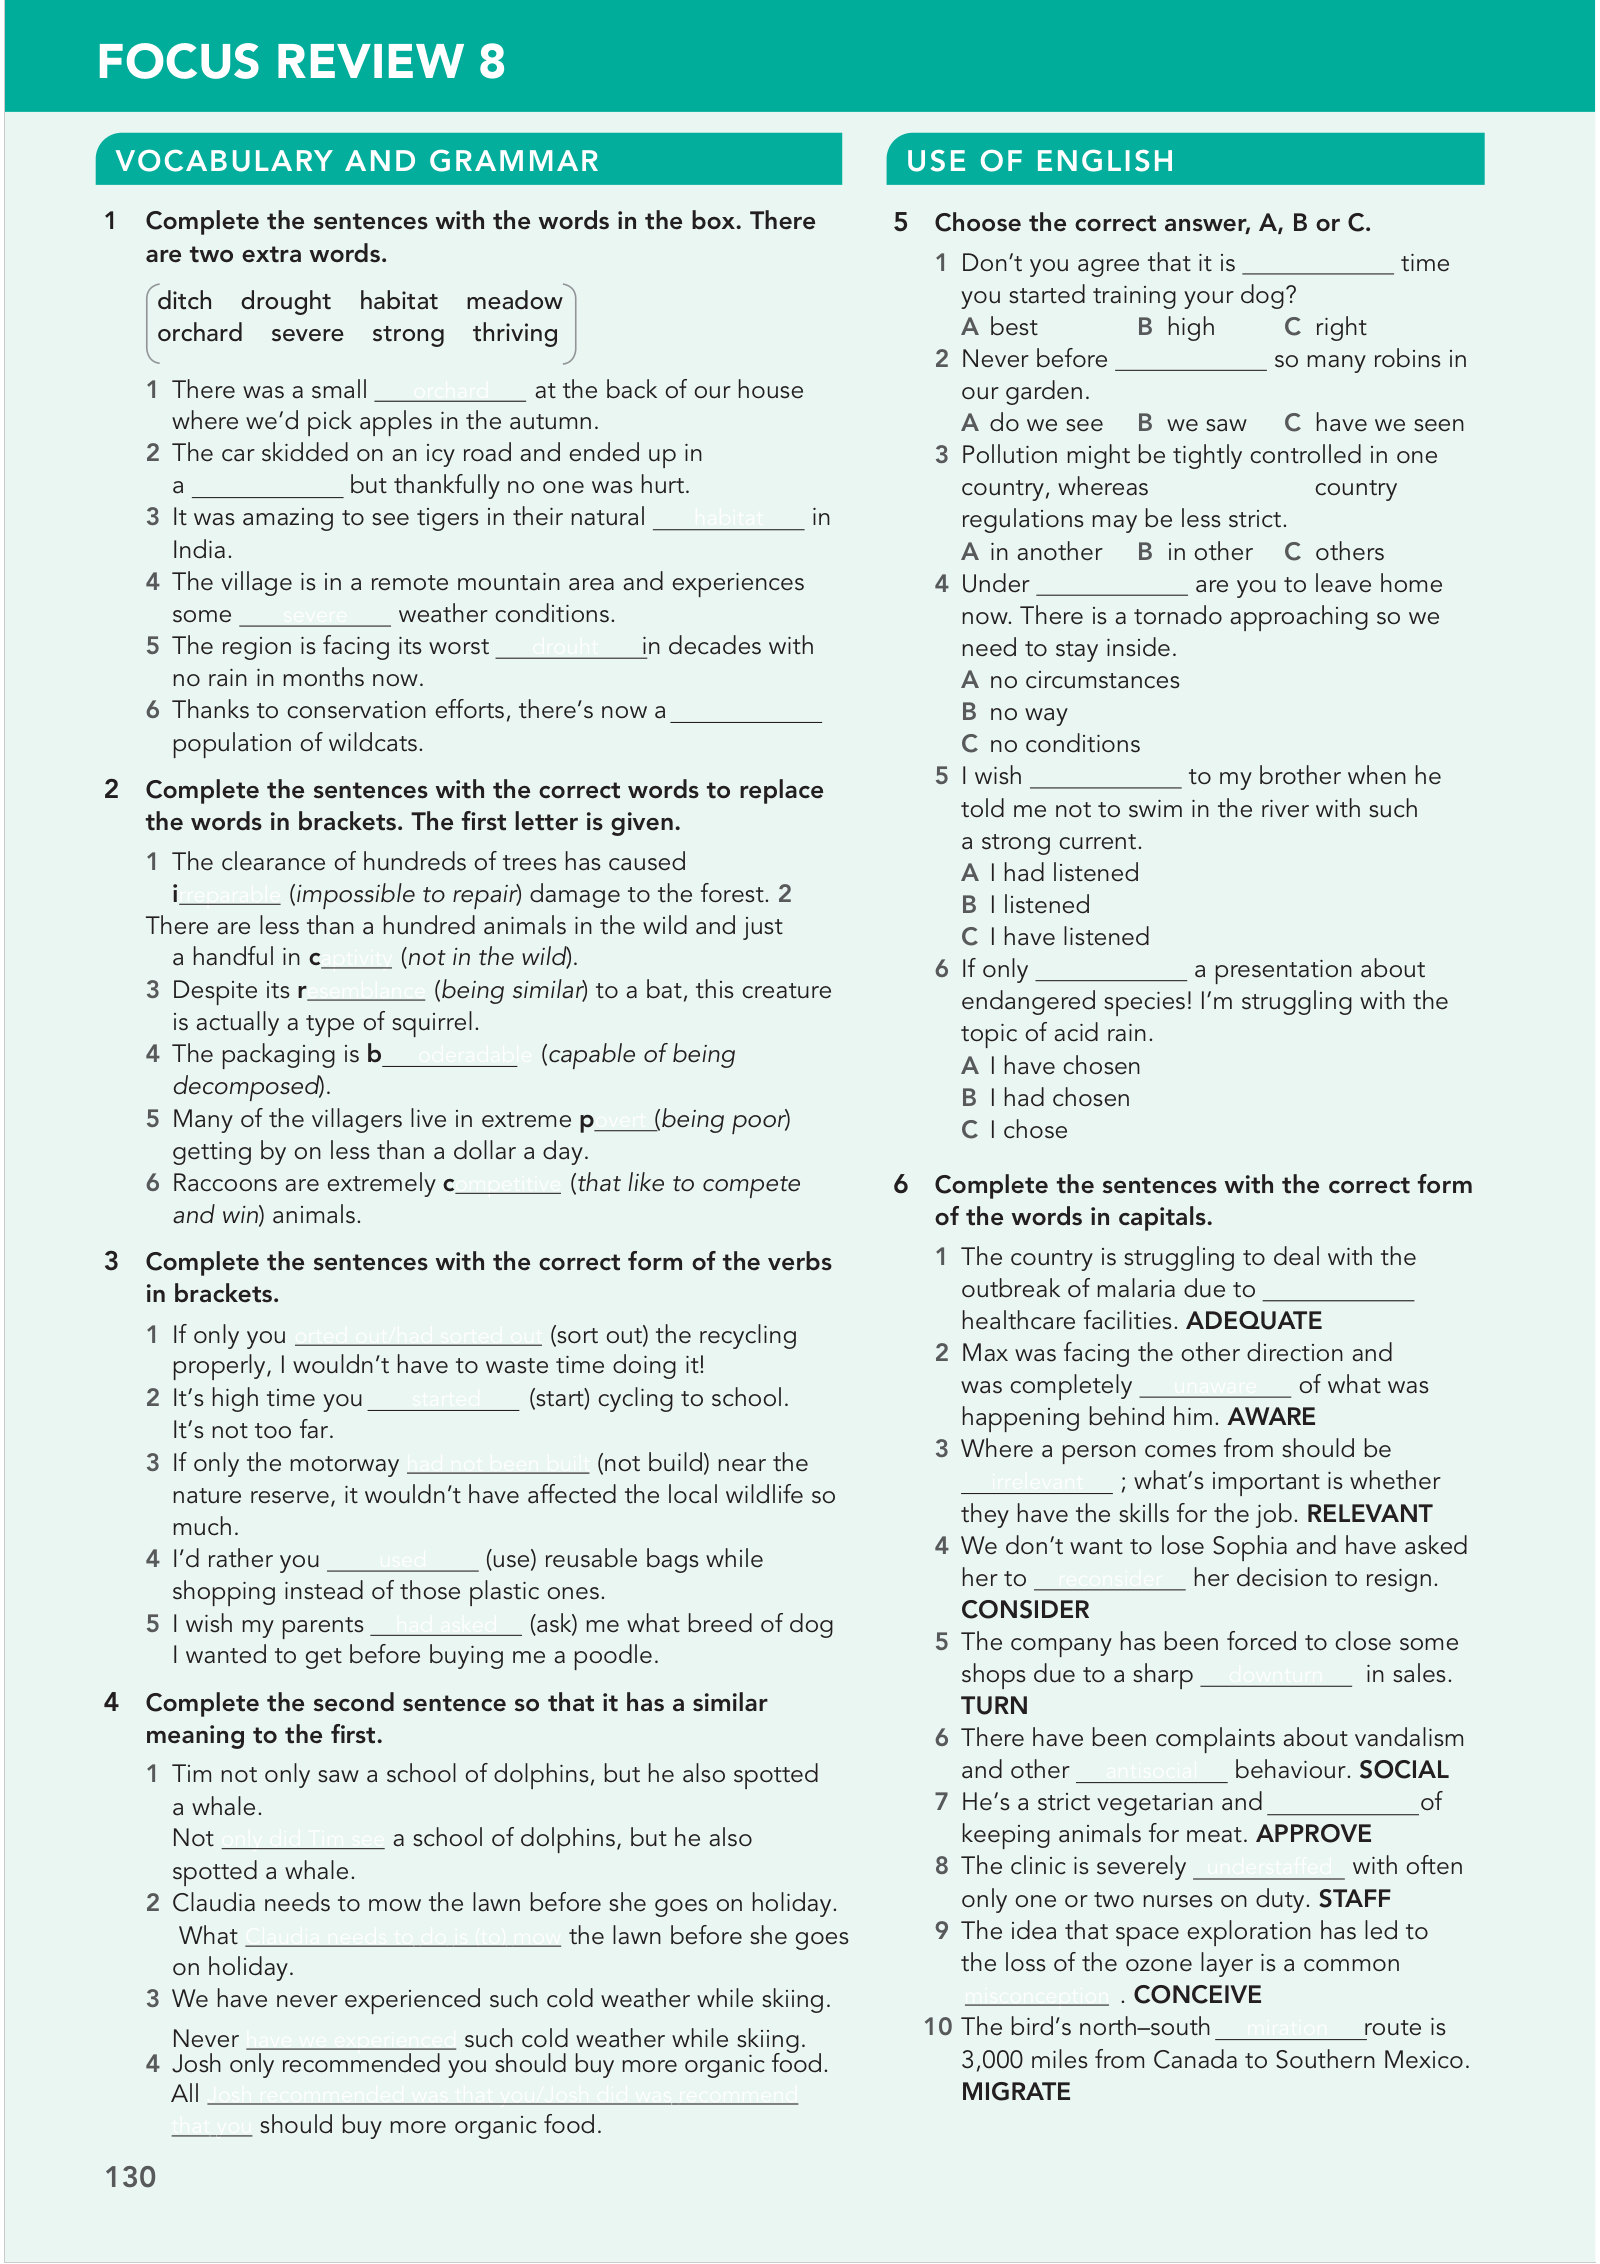 FOCUS REVIEW 8
VOCABULARY AND GRAMMAR
1 Complete the sentences with the words in the box. There
are two extra words.
ditch drought habitat meadow
orchard severe strong thriving
1 There was a small orchard at the back of our house
where we'd pick apples in the autumn.
2 The car skidded on an icy road and ended up in
a ____________ but thankfully no one was hurt.
3 It was amazing to see tigers in their natural habitat in
India.
4 The village is in a remote mountain area and experiences
some severe weather conditions.
5 The region is facing its worst drouht in decades with
no rain in months now.
6 Thanks to conservation efforts, there's now a ____________
population of wildcats.
2 Complete the sentences with the correct words to replace
the words in brackets. The first letter is given.
1 The clearance of hundreds of trees has caused
irreparable (impossible to repair) damage to the forest. 2
There are less than a hundred animals in the wild and just
a handful in captivity (not in the wild).
3 Despite its resemblance (being similar) to a bat, this creature
is actually a type of squirrel.
4 The packaging is b oderadable (capable of being
decomposed).
5 Many of the villagers live in extreme povert (being poor)
getting by on less than a dollar a day.
6 Raccoons are extremely competitive (that like to compete
and win) animals.
3 Complete the sentences with the correct form of the verbs
in brackets.
1 If only you orted out/had sorted out (sort out) the recycling
properly, I wouldn't have to waste time doing it!
2 It's high time you started (start) cycling to school.
It's not too far.
3 If only the motorway had not been built (not build) near the
nature reserve, it wouldn't have affected the local wildlife so
much.
4 I'd rather you used (use) reusable bags while
shopping instead of those plastic ones.
5 I wish my parents had asked (ask) me what breed of dog
I wanted to get before buying me a poodle.
4 Complete the second sentence so that it has a similar
meaning to the first.
1 Tim not only saw a school of dolphins, but he also spotted
a whale.
Not only did Tim see a school of dolphins, but he also
spotted a whale.
2 Claudia needs to mow the lawn before she goes on holiday.
What Claudia needs to do is (to) mow the lawn before she goes
on holiday.
3 We have never experienced such cold weather while skiing.
Never have we experienced such cold weather while skiing.
4 Josh only recommended you should buy more organic food.
All Josh recommended was that you/Josh did was recommend
that you should buy more organic food.
130
USE OF ENGLISH
5 Choose the correct answer, A, B or C.
1 Don't you agree that it is ____________ time
you started training your dog?
A best B high C right
2 Never before ____________ so many robins in
our garden.
A do we see B we saw C have we seen
3 Pollution might be tightly controlled in one
country, whereas country
regulations may be less strict.
A in another B in other C others
4 Under ____________ are you to leave home
now. There is a tornado approaching so we
need to stay inside.
A no circumstances
B no way
C no conditions
5 I wish ____________ to my brother when he
told me not to swim in the river with such
a strong current.
A I had listened
B I listened
C I have listened
6 If only ____________ a presentation about
endangered species! I'm struggling with the
topic of acid rain.
A I have chosen
B I had chosen
C I chose
6 Complete the sentences with the correct form
of the words in capitals.
1 The country is struggling to deal with the
outbreak of malaria due to ____________
healthcare facilities. ADEQUATE
2 Max was facing the other direction and
was completely unaware of what was
happening behind him. AWARE
3 Where a person comes from should be
irrelevant ; what's important is whether
they have the skills for the job. RELEVANT
4 We don't want to lose Sophia and have asked
her to reconsider her decision to resign.
CONSIDER
5 The company has been forced to close some
shops due to a sharp downturn in sales.
TURN
6 There have been complaints about vandalism
and other antisocial behaviour. SOCIAL
7 He's a strict vegetarian and ____________ of
keeping animals for meat. APPROVE
8 The clinic is severely understaffed with often
only one or two nurses on duty. STAFF
9 The idea that space exploration has led to
the loss of the ozone layer is a common
misconception . CONCEIVE
10 The bird's north–south miration route is
3,000 miles from Canada to Southern Mexico.
MIGRATE